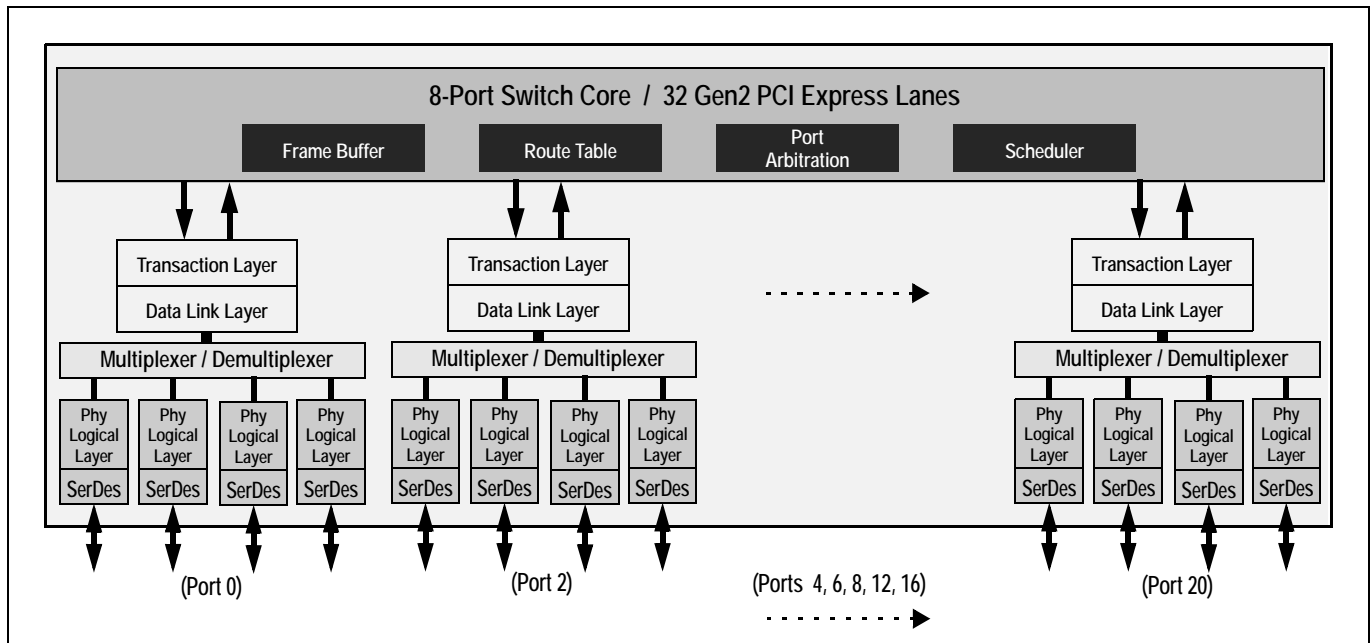 8-Port Switch Core / 32 Gen2 PCI Express Lanes
Frame Buffer
Route Table
Port
Arbitration
Scheduler
Transaction Layer
Data Link Layer
Multiplexer / Demultiplexer
Phy
Logical
Layer
SerDes
Phy
Logical
Layer
SerDes
Phy
Logical
Layer
SerDes
Phy
Logical
Layer
SerDes
(Port 0)
Transaction Layer
Data Link Layer
Multiplexer / Demultiplexer
Phy
Logical
Layer
SerDes
Phy
Logical
Layer
SerDes
Phy
Logical
Layer
SerDes
Phy
Logical
Layer
SerDes
(Port 2)
(Ports 4, 6, 8, 12, 16)
Transaction Layer
Data Link Layer
Multiplexer / Demultiplexer
Phy
Logical
Layer
SerDes
Phy
Logical
Layer
SerDes
Phy
Logical
Layer
SerDes
Phy
Logical
Layer
SerDes
(Port 20)